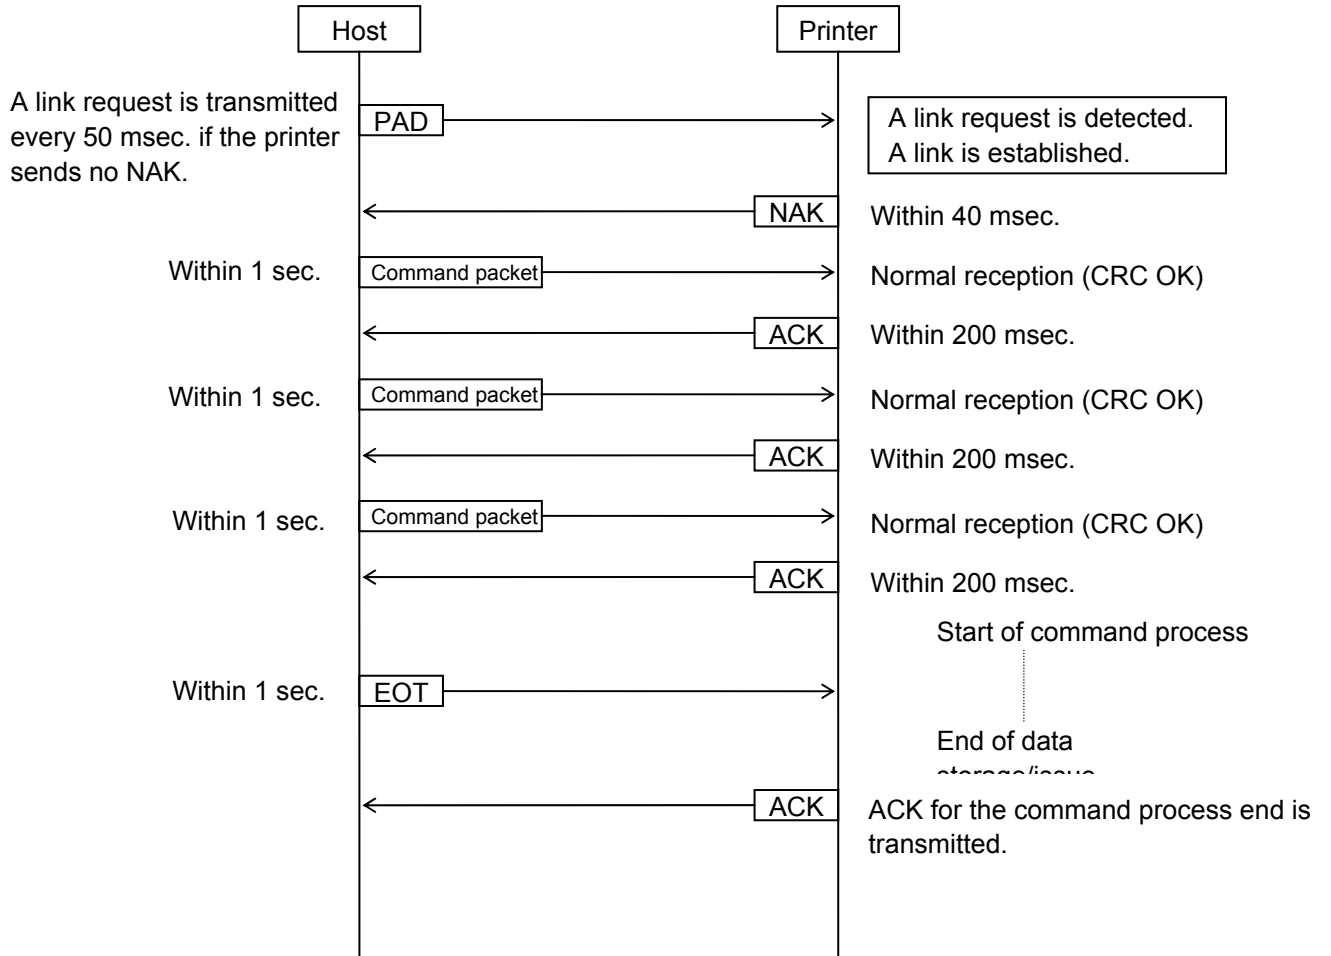 Host
Printer
A link request is transmitted
every 50 msec. if the printer
sends no NAK.
PAD
A link request is detected.
A link is established.
NAK
Within 40 msec.
Within 1 sec.
Command packet
Normal reception (CRC OK)
ACK
Within 200 msec.
Within 1 sec.
Command packet
Normal reception (CRC OK)
ACK
Within 200 msec.
Within 1 sec.
Command packet
Normal reception (CRC OK)
ACK
Within 200 msec.
Start of command process
Within 1 sec.
EOT
End of data
storage/issue
ACK
ACK for the command process end is
transmitted.